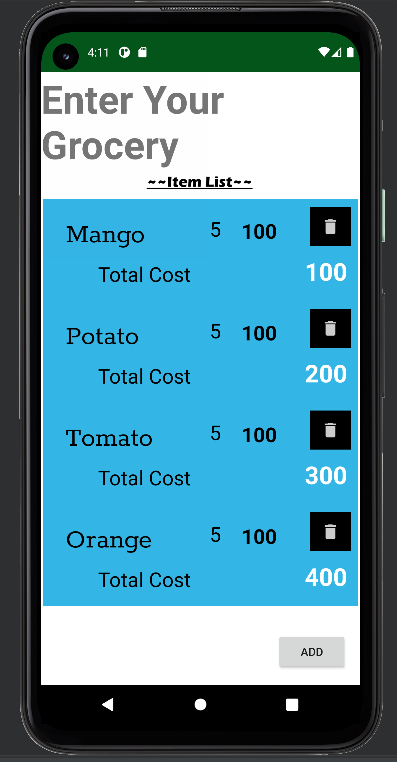 4:11
Enter Your
Grocery
~~Item List~~
Mango 5 100
Total Cost 100
Potato 5 100
Total Cost 200
Tomato 5 100
Total Cost 300
Orange 5 100
Total Cost 400
ADD